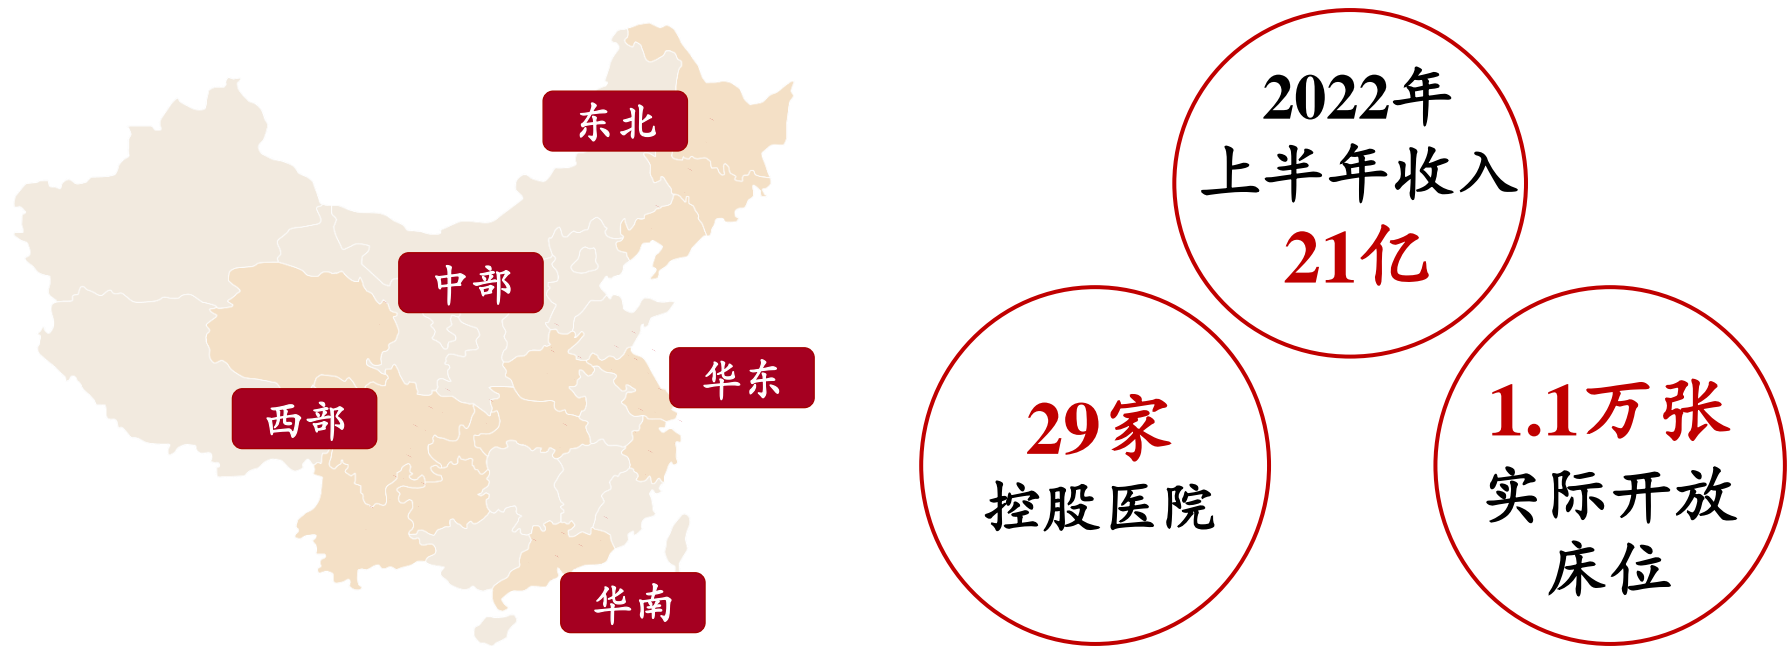 东北
中部
华东
西部
华南
2022年
上半年收入
21亿
29家
控股医院
1.1万张
实际开放
床位